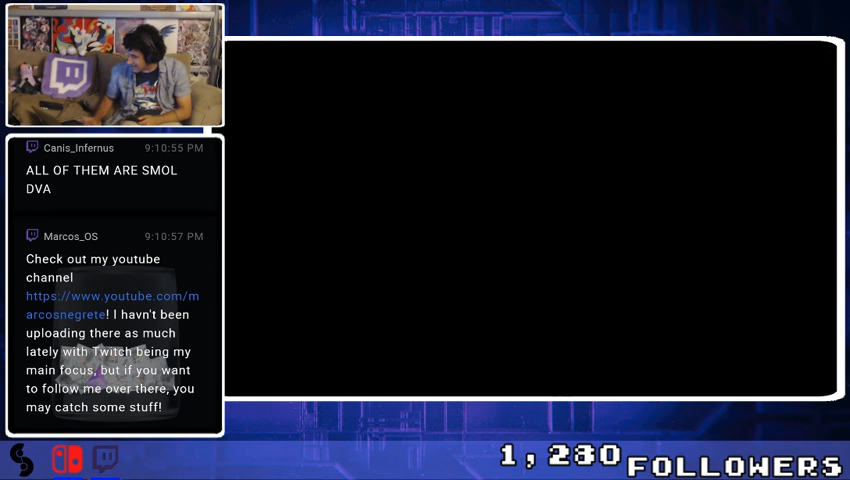 Canis_Infernus 9:10:55 PM
ALL OF THEM ARE SMOL
DVA
Marcos_OS 9:10:57 PM
Check out my youtube
channel
https://www.youtube.com/m
arcosnegrete! I havn't been
uploading there as much
lately with Twitch being my
main focus, but if you want
to follow me over there, you
may catch some stuff!
1,230 FOLLOWERS